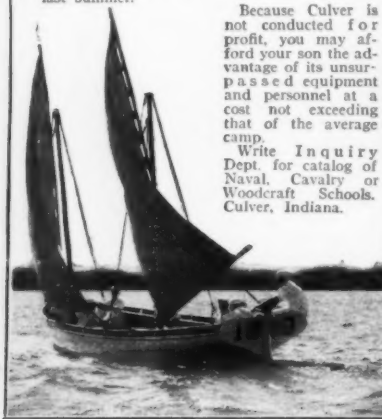 last Summer.
Because Culver is
not conducted for
profit, you may af-
ford your son the ad-
vantage of its unsur-
passed equipment
and personnel at a
cost not exceeding
that of the average
camp.
Write Inquiry
Dept. for catalog of
Naval, Cavalry or
Woodcraft Schools.
Culver, Indiana.